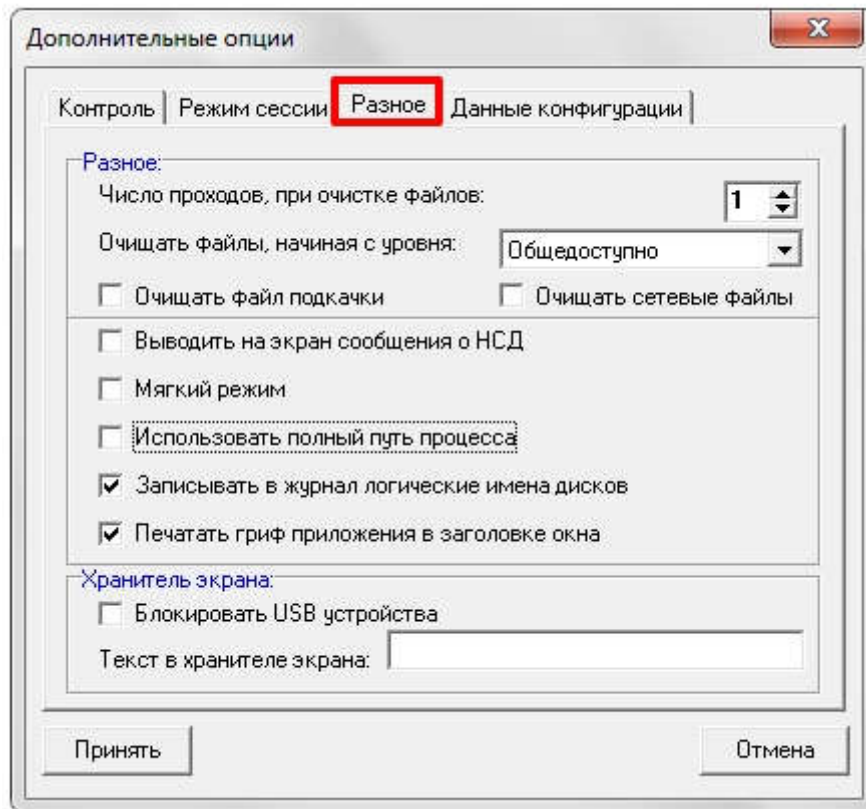 Дополнительные опции
Контроль Режим сессии Разное Данные конфигурации
Разное:
Число проходов, при очистке файлов: 1
Очищать файлы, начиная с уровня: Общедоступно
Очищать файл подкачки Очищать сетевые файлы
Выводить на экран сообщения о НСД
Мягкий режим
Использовать полный путь процесса
Записывать в журнал логические имена дисков
Печатать гриф приложения в заголовке окна
Хранитель экрана:
Блокировать USB устройства
Текст в хранителе экрана:
Принять Отмена